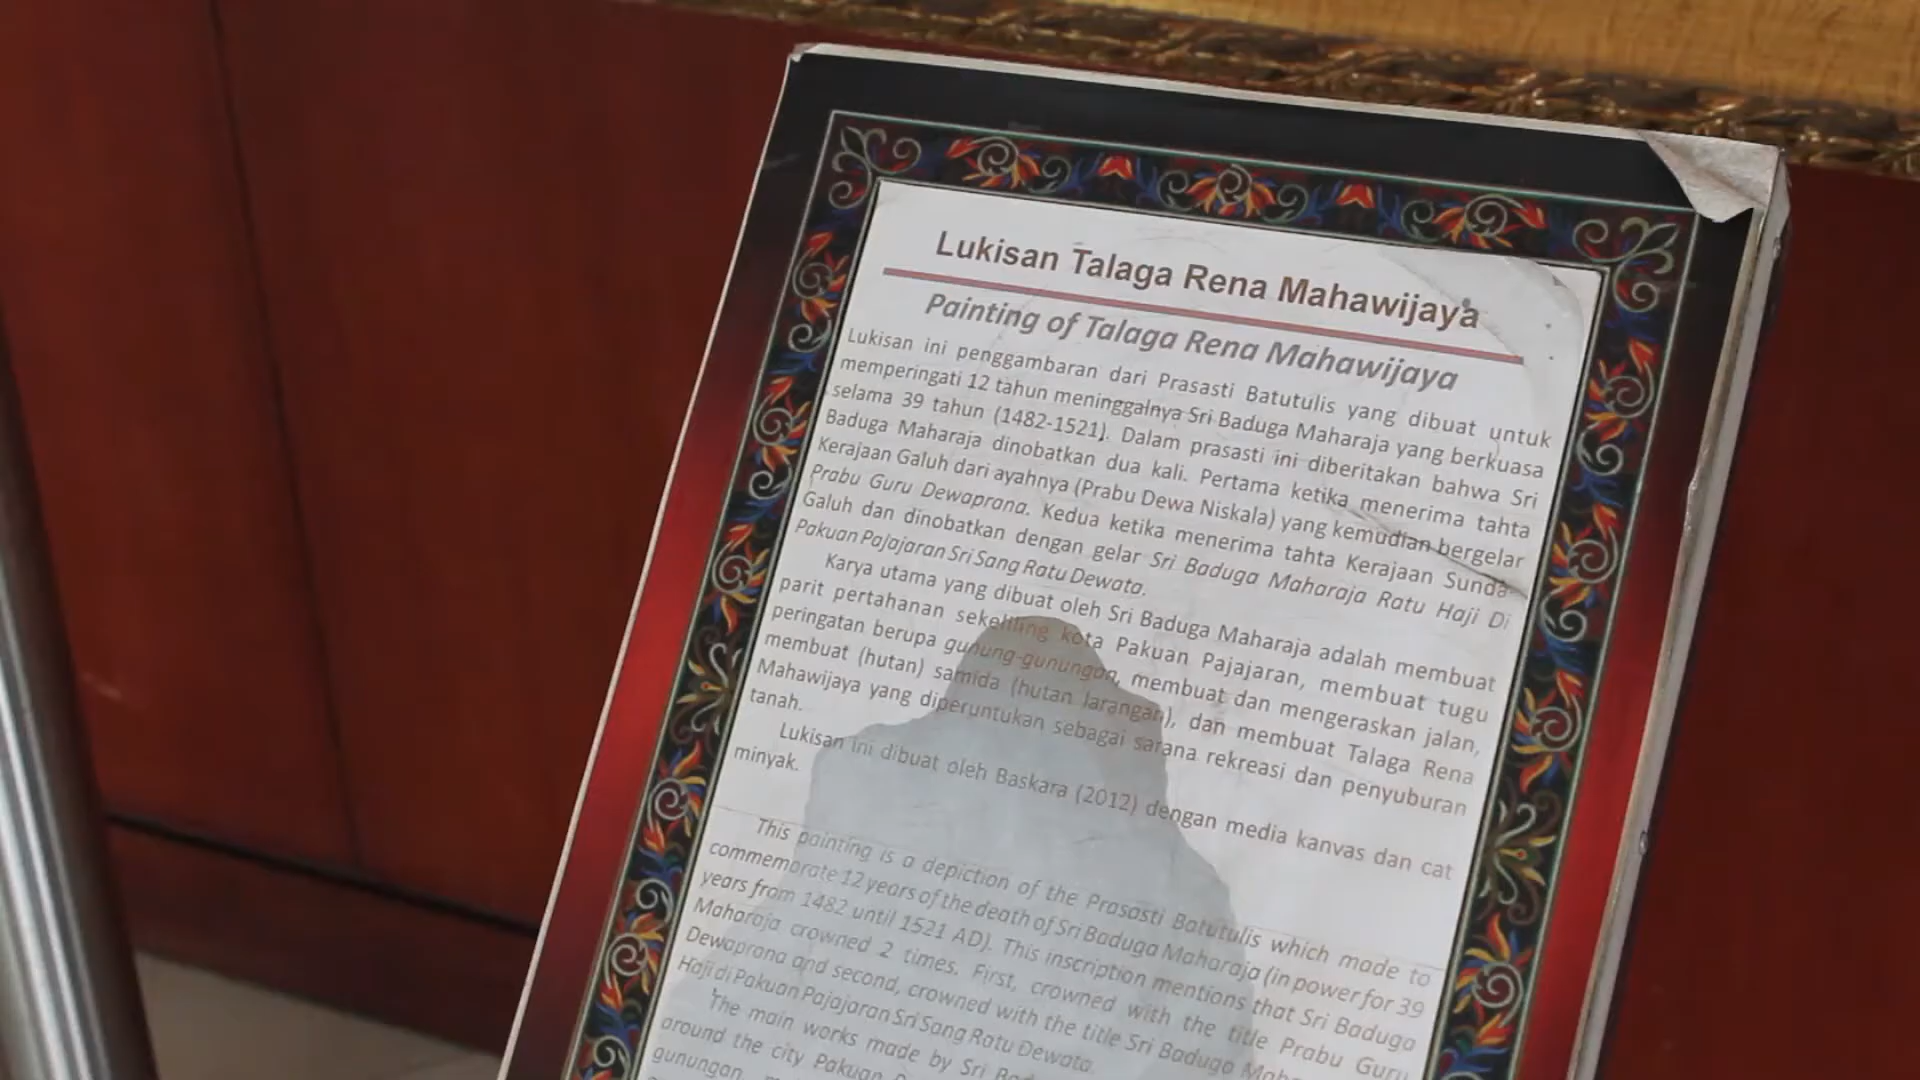 Lukisan Talaga Rena Mahawijaya
Painting of Talaga Rena Mahawijaya
Lukisan ini penggambaran dari Prasasti Batutulis yang dibuat untuk
memperingati 12 tahun meninggalnya Sri Baduga Maharaja yang berkuasa
selama 39 tahun (1482-1521). Dalam prasasti ini diberitakan bahwa Sri
Baduga Maharaja dinobatkan dua kali. Pertama ketika menerima tahta
Kerajaan Galuh dari ayahnya (Prabu Dewa Niskala) yang kemudian bergelar
Prabu Guru Dewaprana. Kedua ketika menerima tahta Kerajaan Sunda-
Galuh dan dinobatkan dengan gelar Sri Baduga Maharaja Ratu Haji Di
Pakuan Pajajaran Sri Sang Ratu Dewata.
Karya utama yang dibuat oleh Sri Baduga Maharaja adalah membuat
parit pertahanan sekeliling kota Pakuan Pajajaran, membuat tugu
peringatan berupa gunung-gunungan, membuat dan mengeraskan jalan,
membuat (hutan) samida (hutan larangan), dan membuat Talaga Rena
Mahawijaya yang diperuntukan sebagai sarana rekreasi dan penyuburan
tanah.
Lukisan ini dibuat oleh Baskara (2012) dengan media kanvas dan cat
minyak.
This painting is a depiction of the Prasasti Batutulis which made to
commemorate 12 years of the death of Sri Baduga Maharaja (in power for 39
years from 1482 until 1521 AD). This inscription mentions that Sri Baduga
Maharaja crowned 2 times. First, crowned with the title Prabu Guru
Dewaprana and second, crowned with the title Sri Baduga
Haji di Pakuan Pajajaran Sri Sang Ratu Dewata.
The main works made by Sri
around the city Pakuan
gunungan,